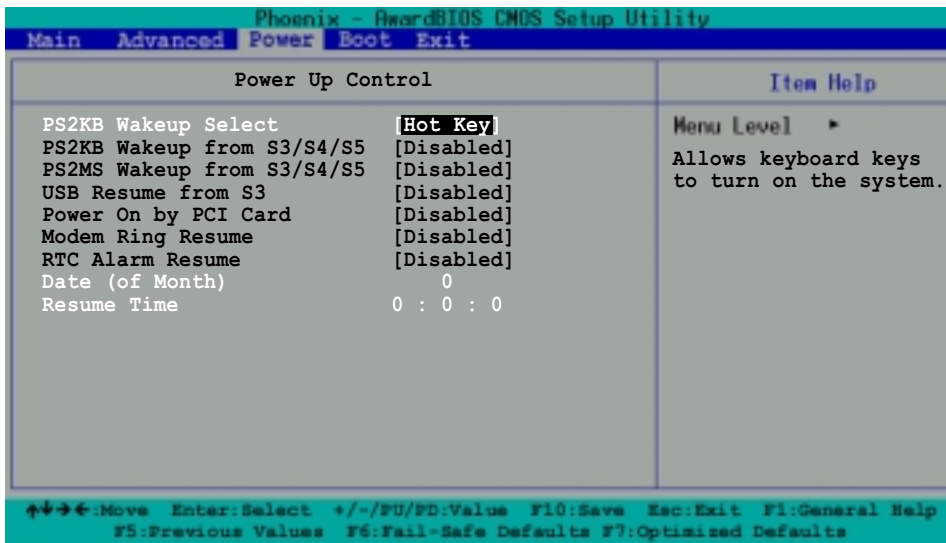 Phoenix - AwardBIOS CMOS Setup Utility
Main Advanced Power Boot Exit
Power Up Control
Item Help
PS2KB Wakeup Select [Hot Key]
PS2KB Wakeup from S3/S4/S5 [Disabled]
PS2MS Wakeup from S3/S4/S5 [Disabled]
USB Resume from S3 [Disabled]
Power On by PCI Card [Disabled]
Modem Ring Resume [Disabled]
RTC Alarm Resume [Disabled]
Date (of Month) 0
Resume Time 0 : 0 : 0
Menu Level ►
Allows keyboard keys
to turn on the system.
↑↓→←:Move Enter:Select +/-/PU/PD:Value F10:Save Esc:Exit F1:General Help
F5:Previous Values F6:Fail-Safe Defaults F7:Optimized Defaults